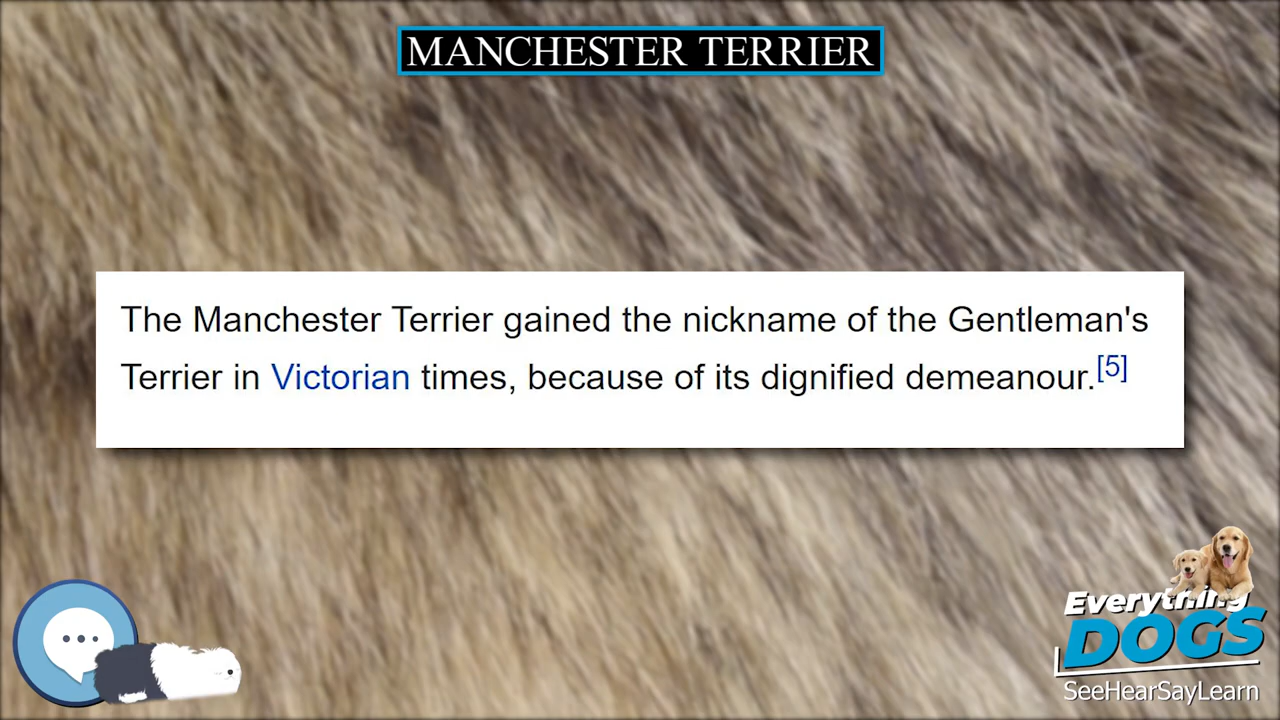 MANCHESTER TERRIER
The Manchester Terrier gained the nickname of the Gentleman's
Terrier in Victorian times, because of its dignified demeanour.[5]
Everything
DOGS
SeeHearSayLearn